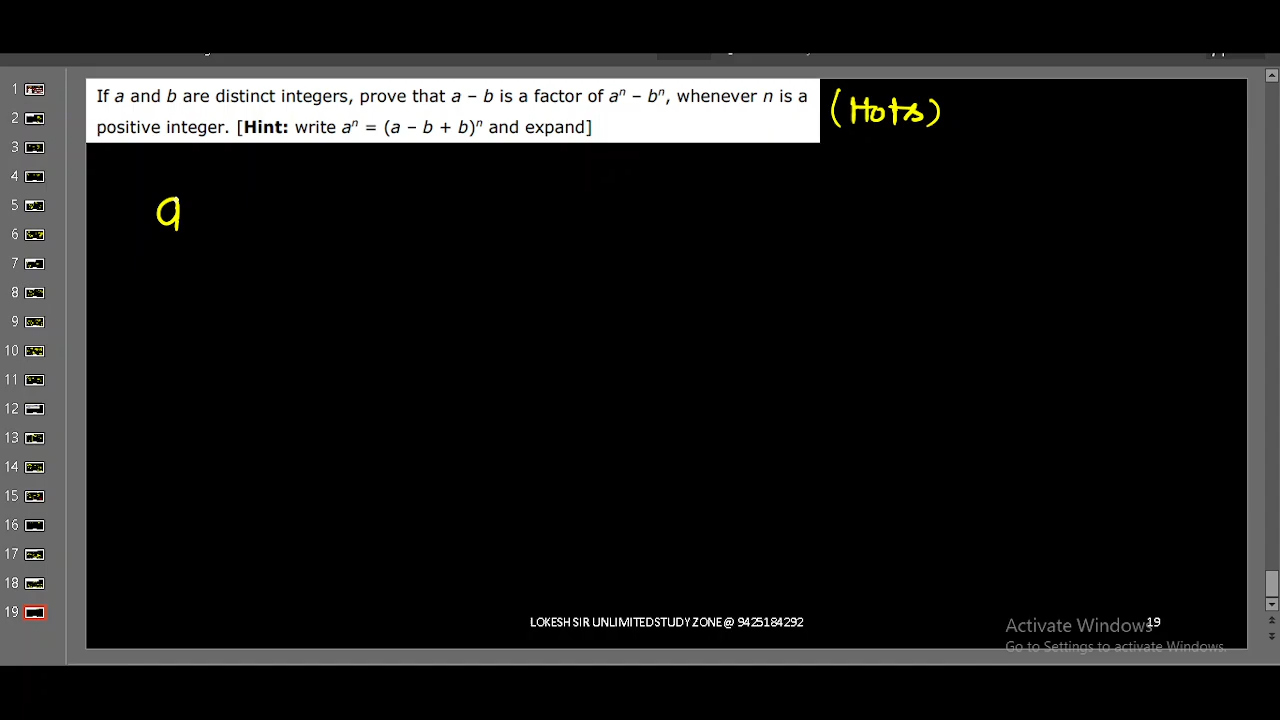 If a and b are distinct integers, prove that a – b is a factor of aⁿ – bⁿ, whenever n is a
positive integer. [Hint: write aⁿ = (a – b + b)ⁿ and expand]
(Hots)
a
1
2
3
4
5
6
7
8
9
10
11
12
13
14
15
16
17
18
19
LOKESH SIR UNLIMITED STUDY ZONE @ 9425184292
19
Activate Windows
Go to Settings to activate Windows.